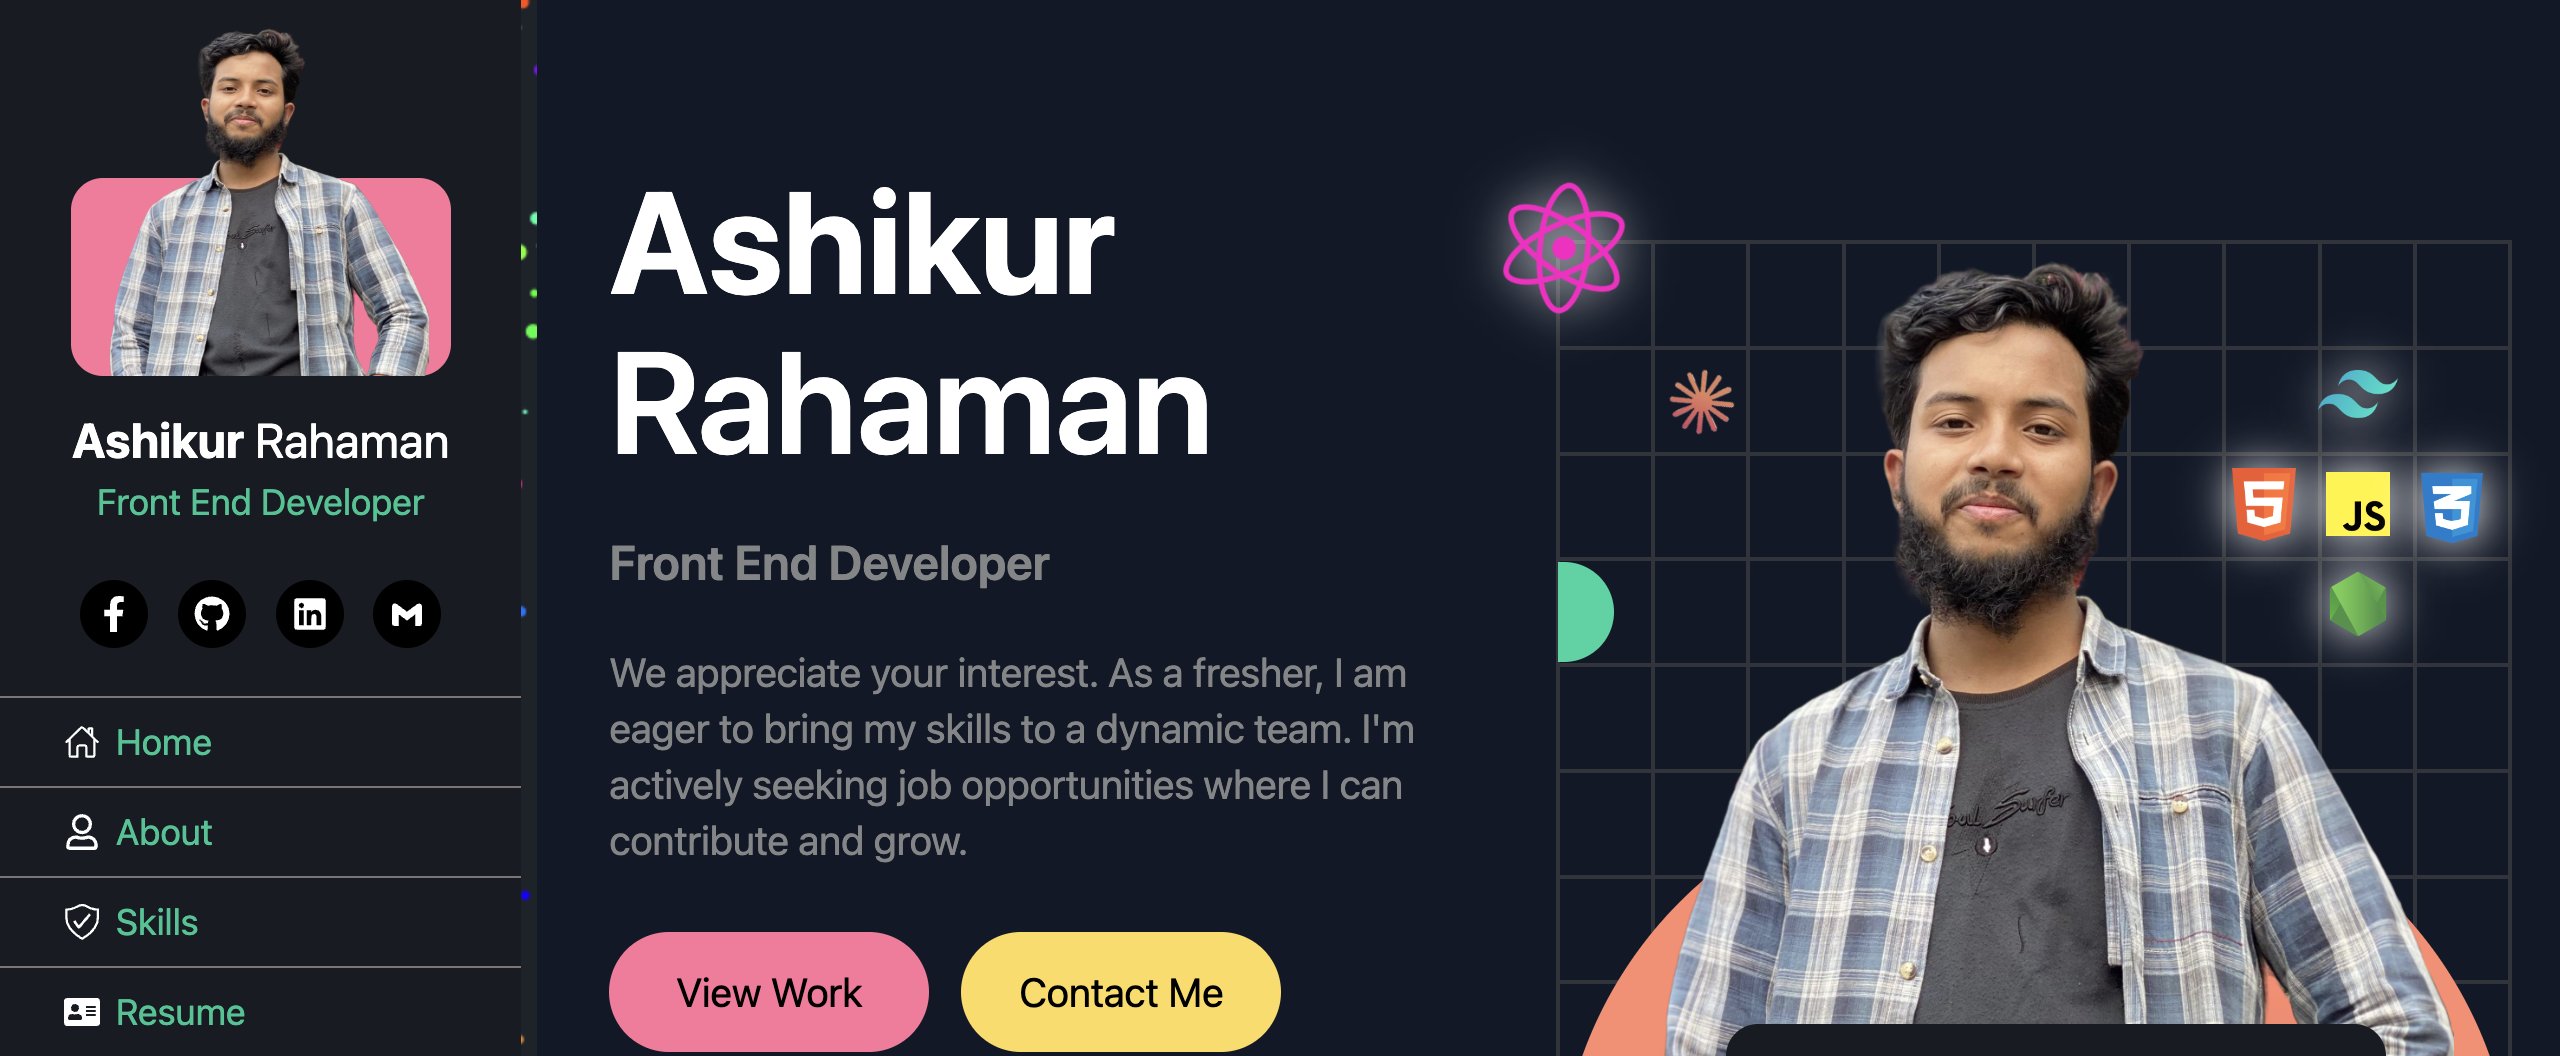 Ashikur Rahaman
Front End Developer
Home
About
Skills
Resume
Ashikur
Rahaman
Front End Developer
We appreciate your interest. As a fresher, I am
eager to bring my skills to a dynamic team. I'm
actively seeking job opportunities where I can
contribute and grow.
View Work
Contact Me
JS
Surfer